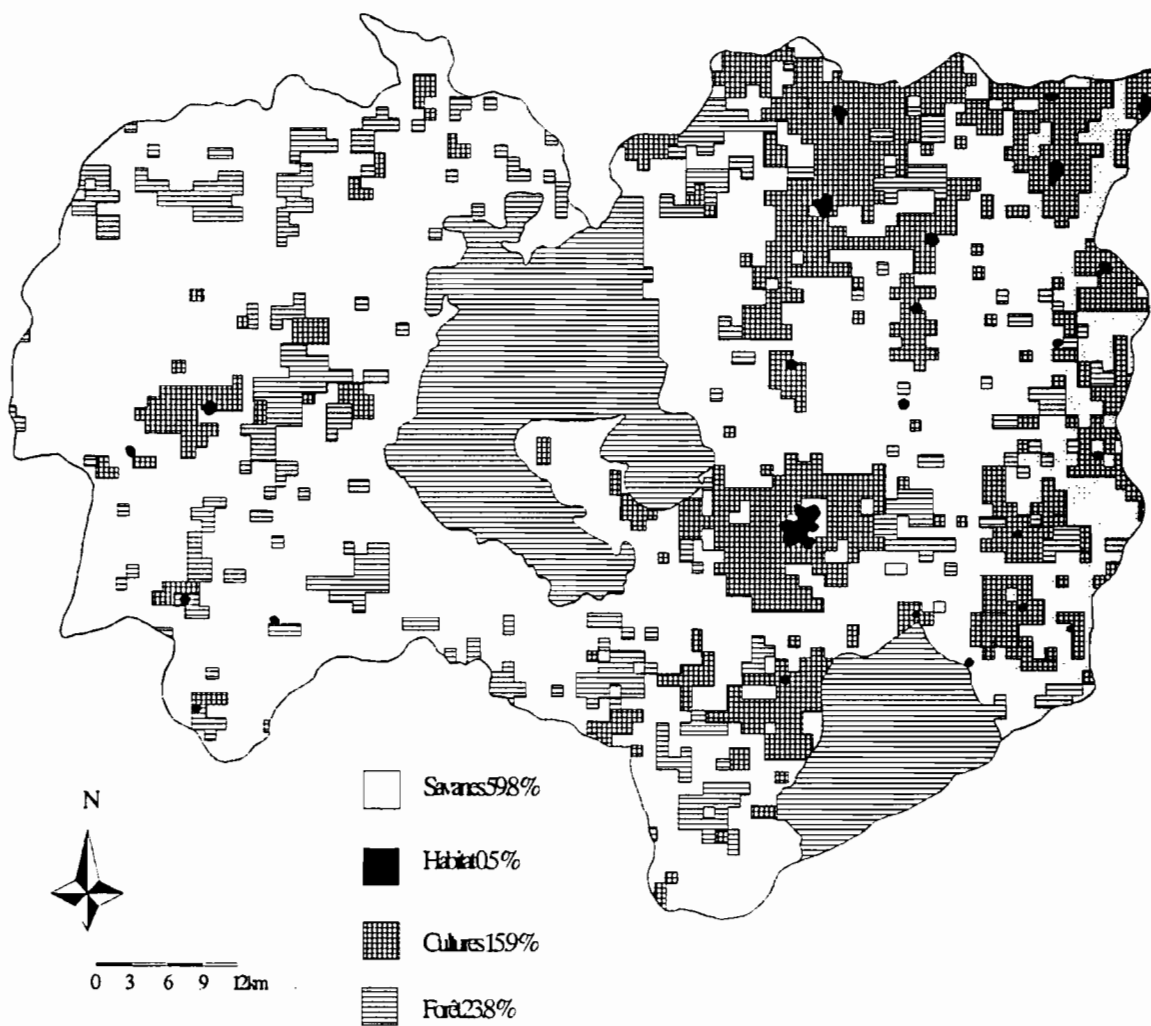 Savanes 59.8%
N
Habitat 0.5%
Cultures 15.9%
0 3 6 9 12km
Forêt 23.8%